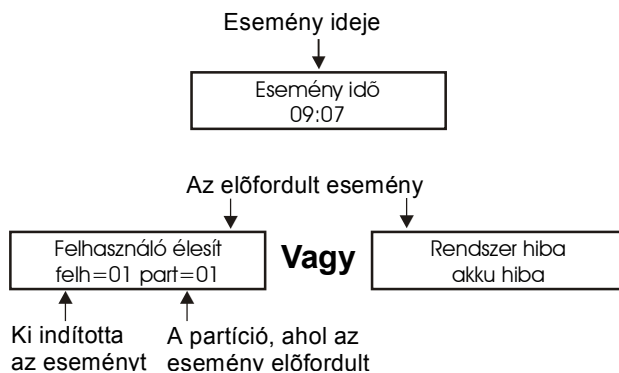 Esemény ideje
Esemény idő
09:07
Az elõfordult esemény
Felhasználó élesít
felh=01 part=01
Vagy
Rendszer hiba
akku hiba
Ki indította
az eseményt
A partíció, ahol az
esemény elõfordult